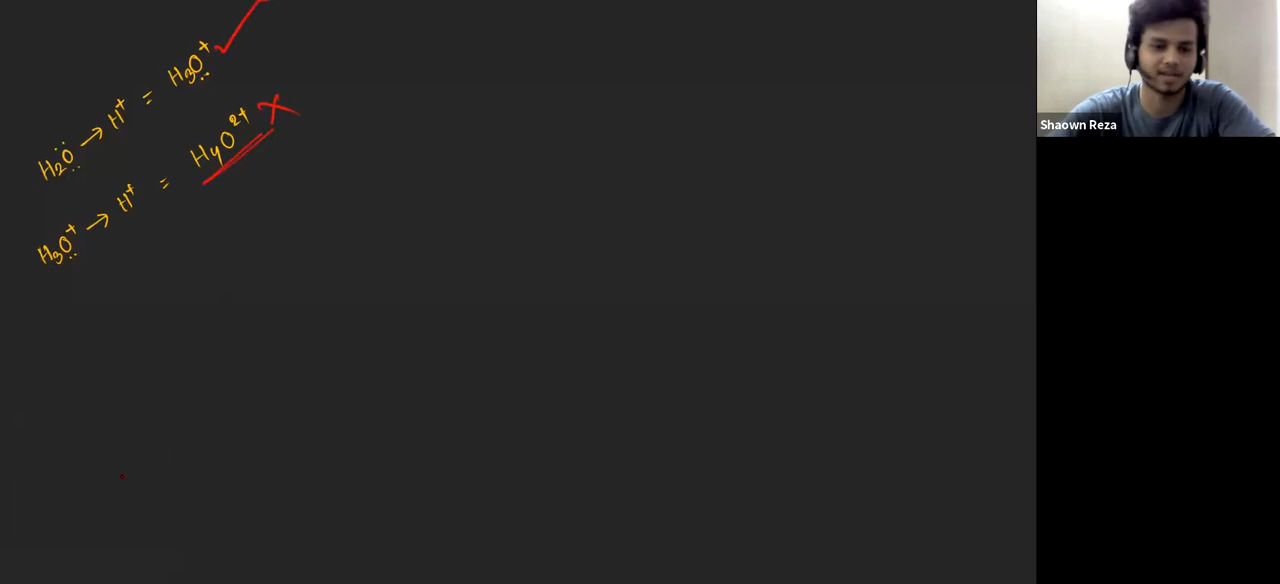 H₂O → H⁺ = H₃O⁺
H₃O⁺ → H⁺ = H₄O²⁺
Shaown Reza